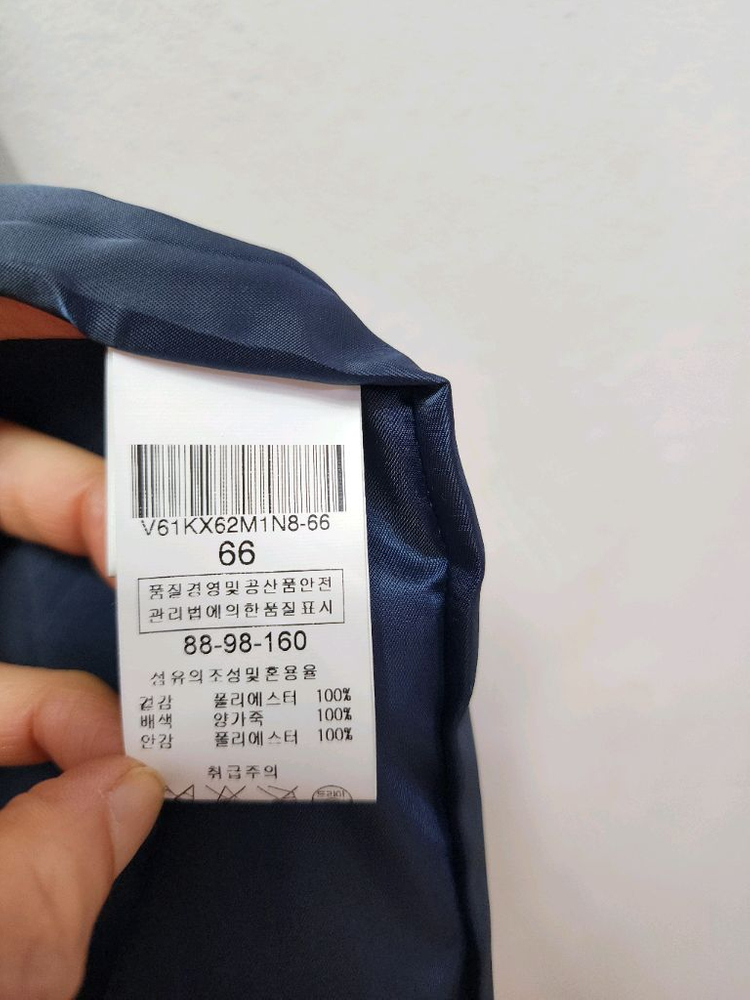 V61KX62M1N8-66
66
품질경영및공산품안전
관리법에의한품질표시
88-98-160
섬유의조성및혼용율
겉감 폴리에스터 100%
배색 양가죽 100%
안감 폴리에스터 100%
취급주의